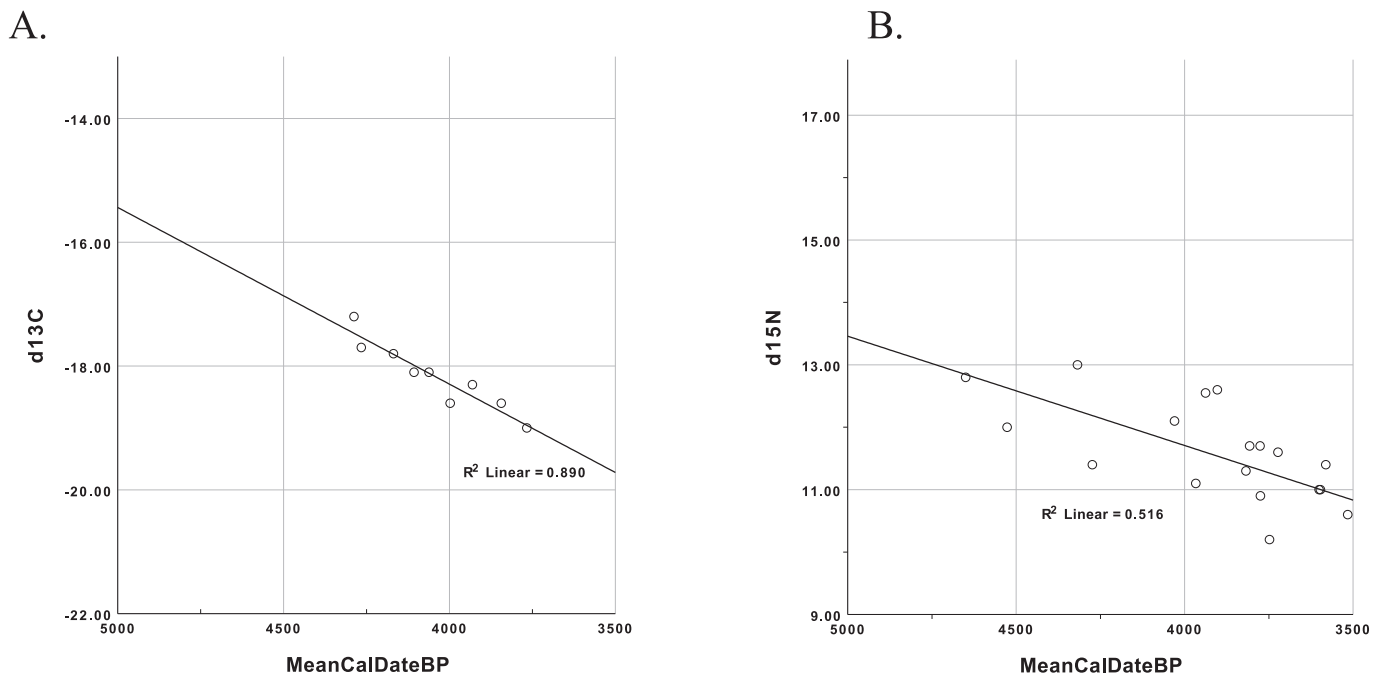 A.
-14.00
-16.00
-18.00
-20.00
-22.00
d13C
5000 4500 4000 3500
MeanCalDateBP
R² Linear = 0.890
B.
17.00
15.00
13.00
11.00
9.00
d15N
5000 4500 4000 3500
MeanCalDateBP
R² Linear = 0.516